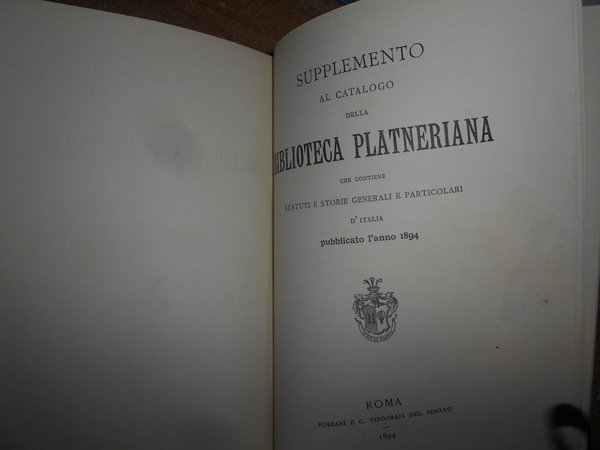 SUPPLEMENTO
AL CATALOGO
DELLA
BIBLIOTECA PLATNERIANA
CHE CONTIENE
STATUTI E STORIE GENERALI E PARTICOLARI
D'ITALIA
pubblicato l'anno 1894
ROMA
FORZANI E C. TIPOGRAFI DEL SENATO
1894